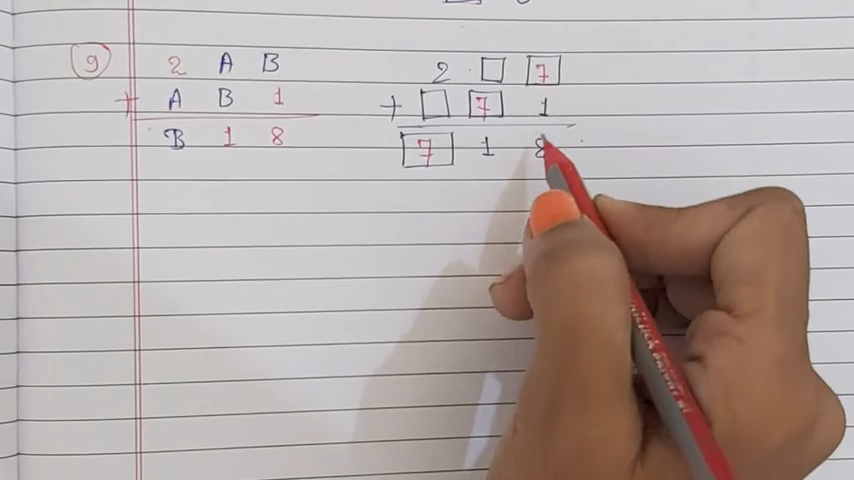 9 2 A B 2 □ 7
+ A B 1 + □ 7 1
B 1 8 7 1 8